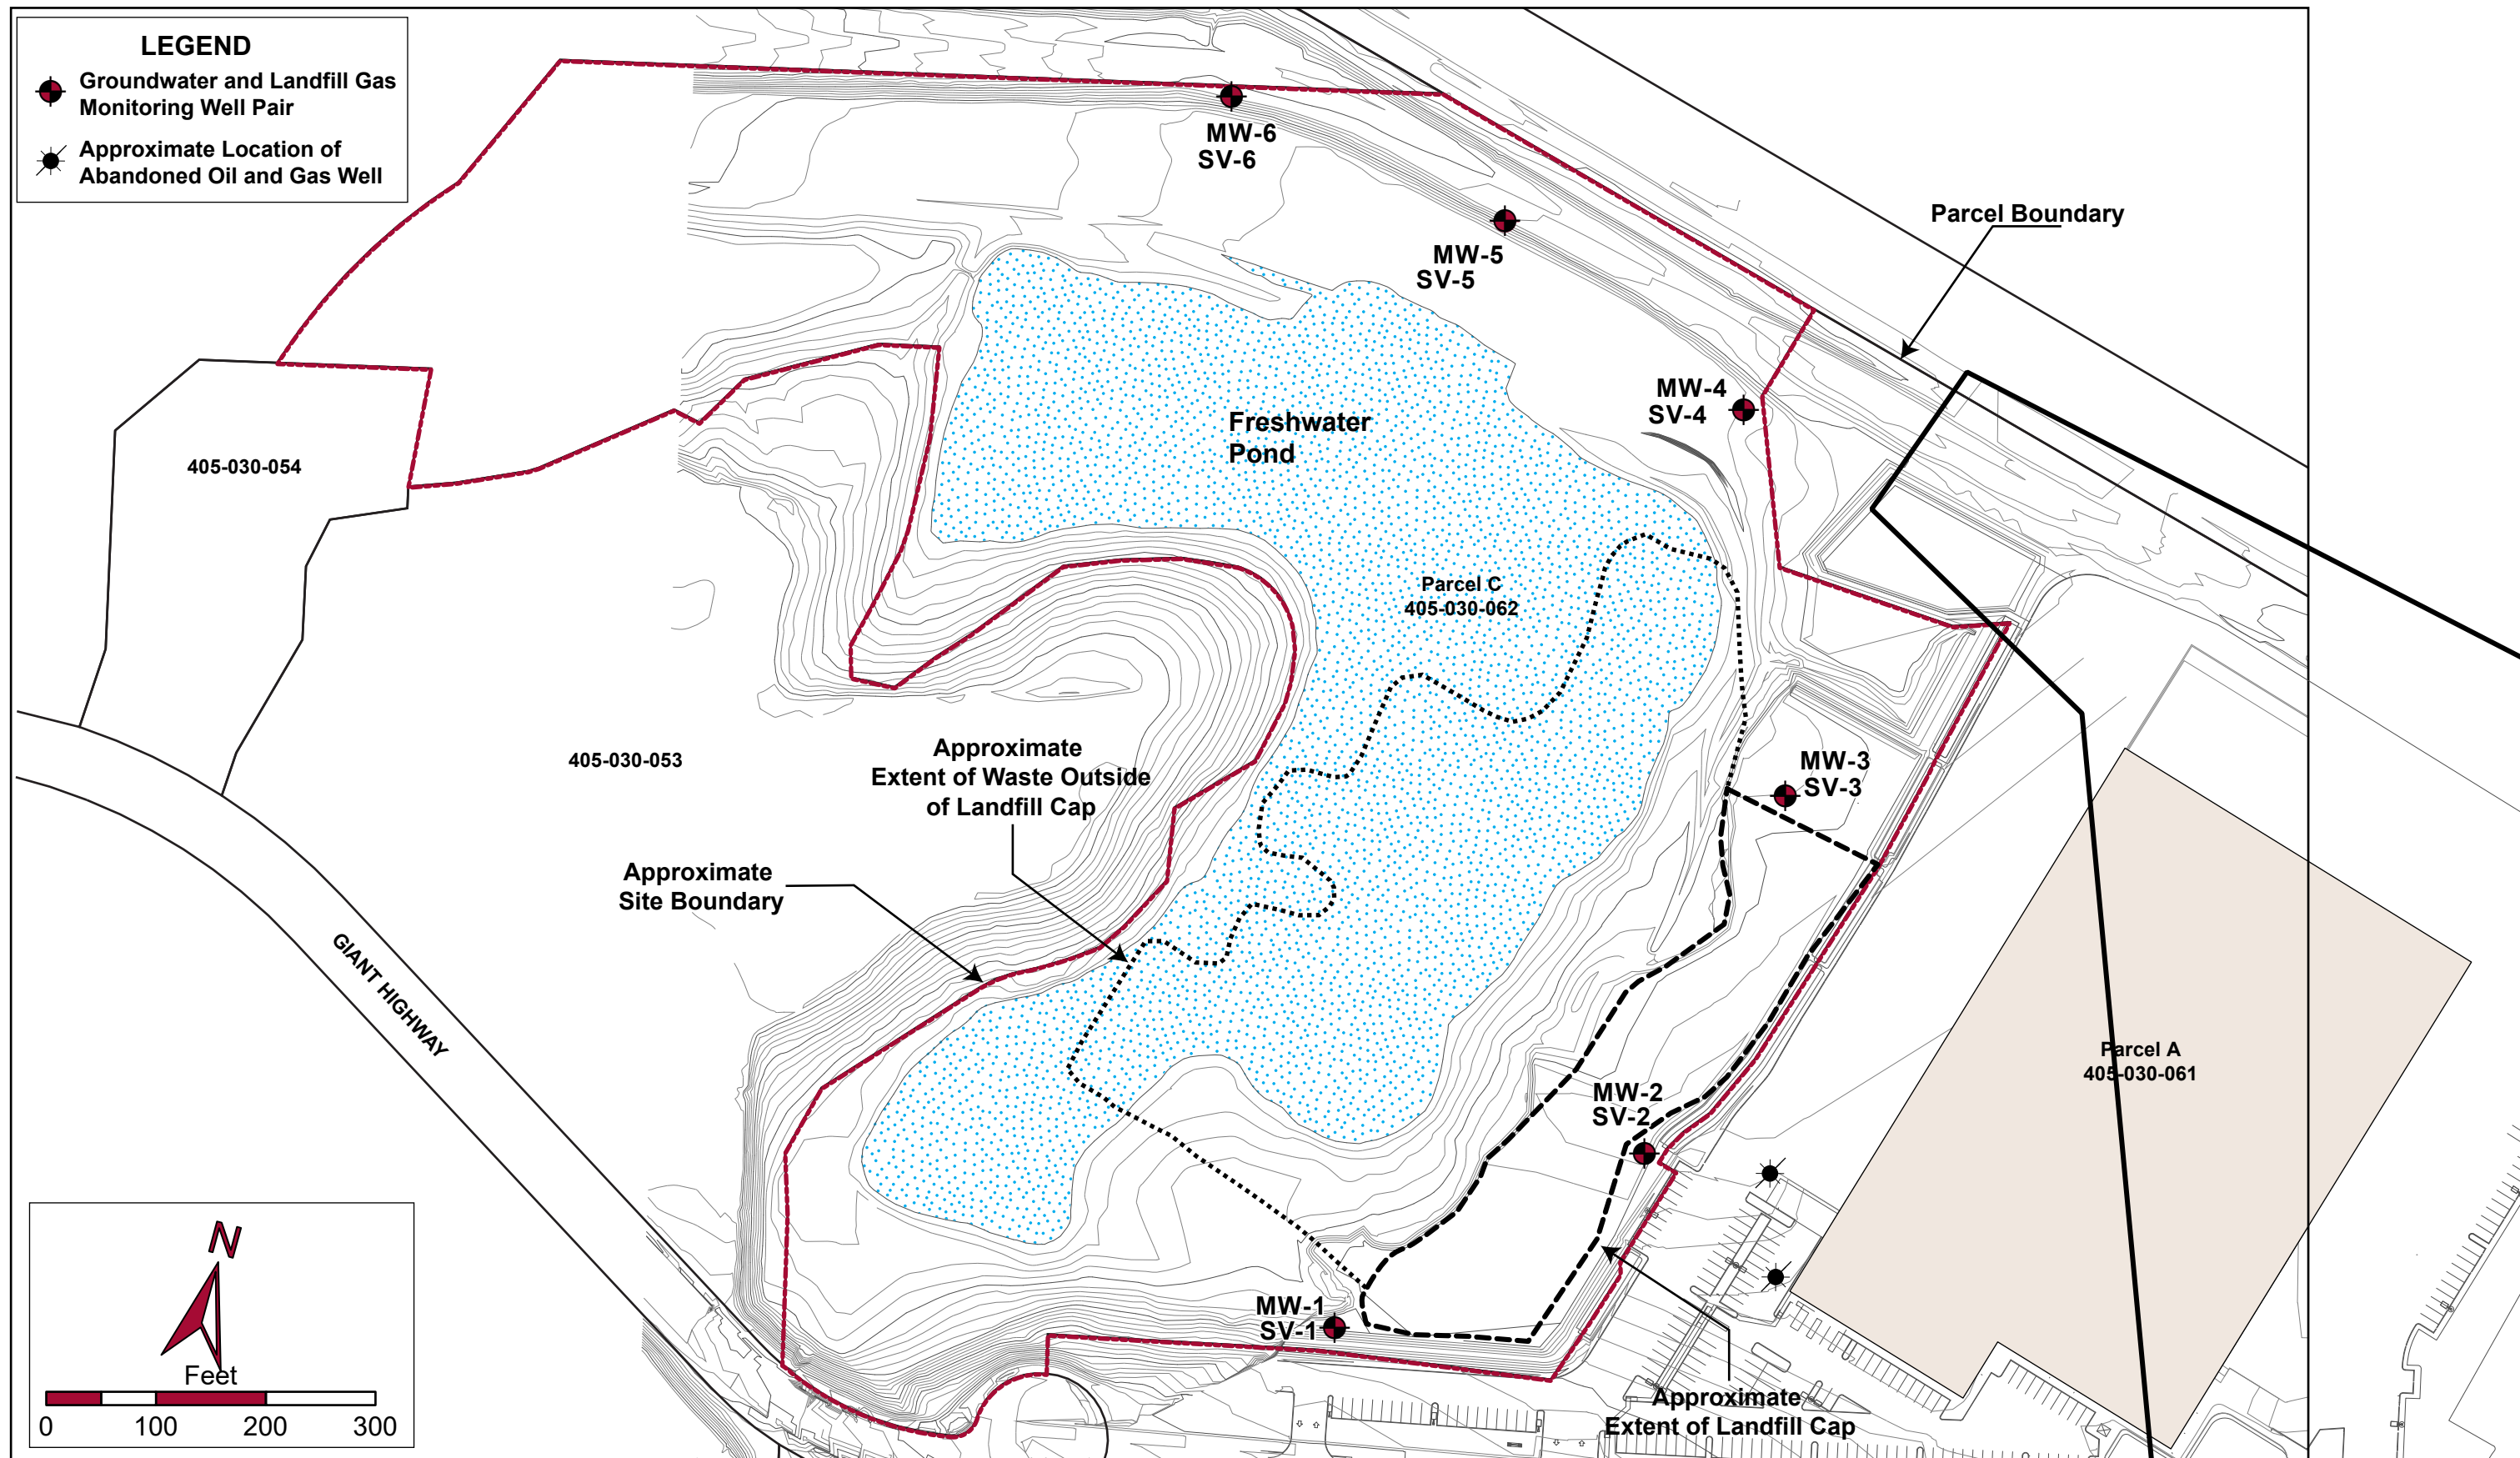 LEGEND
Groundwater and Landfill Gas
Monitoring Well Pair
Approximate Location of
Abandoned Oil and Gas Well
MW-6
SV-6
MW-5
SV-5
Parcel Boundary
MW-4
SV-4
Freshwater
Pond
405-030-054
Parcel C
405-030-062
405-030-053
Approximate
Extent of Waste Outside
of Landfill Cap
MW-3
SV-3
Approximate
Site Boundary
GIANT HIGHWAY
Parcel A
405-030-061
MW-2
SV-2
MW-1
SV-1
Approximate
Extent of Landfill Cap
N
Feet
0 100 200 300